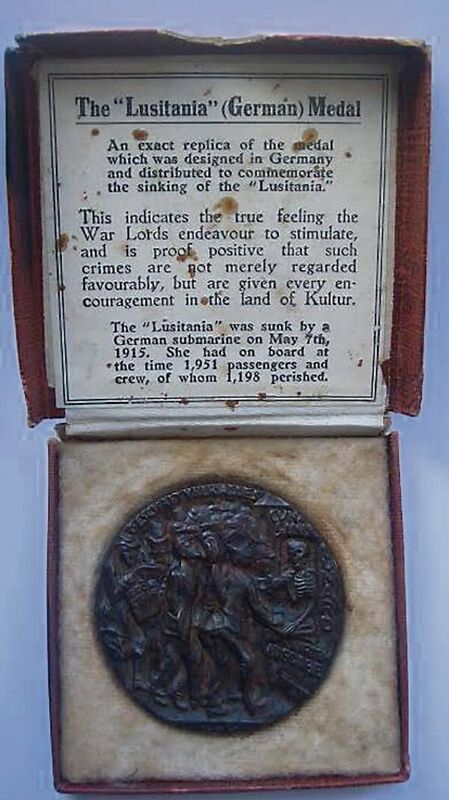 The "Lusitania" (German) Medal
An exact replica of the medal
which was designed in Germany
and distributed to commemorate
the sinking of the "Lusitania."
This indicates the true feeling the
War Lords endeavour to stimulate,
and is proof positive that such
crimes are not merely regarded
favourably, but are given every en-
couragement in the land of Kultur.
The "Lusitania" was sunk by a
German submarine on May 7th,
1915. She had on board at
the time 1,951 passengers and
crew, of whom 1,198 perished.